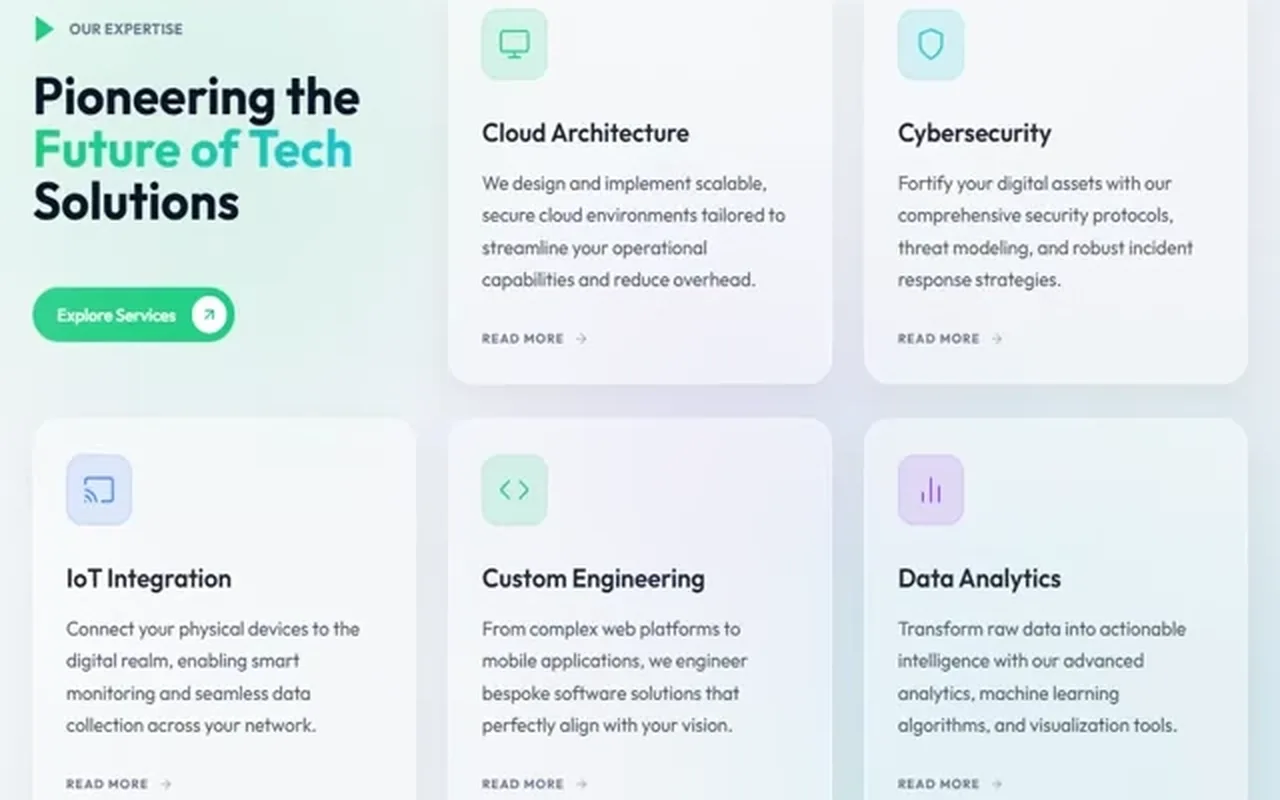 OUR EXPERTISE
Pioneering the
Future of Tech
Solutions
Explore Services
Cloud Architecture
We design and implement scalable,
secure cloud environments tailored to
streamline your operational
capabilities and reduce overhead.
READ MORE
Cybersecurity
Fortify your digital assets with our
comprehensive security protocols,
threat modeling, and robust incident
response strategies.
READ MORE
IoT Integration
Connect your physical devices to the
digital realm, enabling smart
monitoring and seamless data
collection across your network.
READ MORE
Custom Engineering
From complex web platforms to
mobile applications, we engineer
bespoke software solutions that
perfectly align with your vision.
READ MORE
Data Analytics
Transform raw data into actionable
intelligence with our advanced
analytics, machine learning
algorithms, and visualization tools.
READ MORE